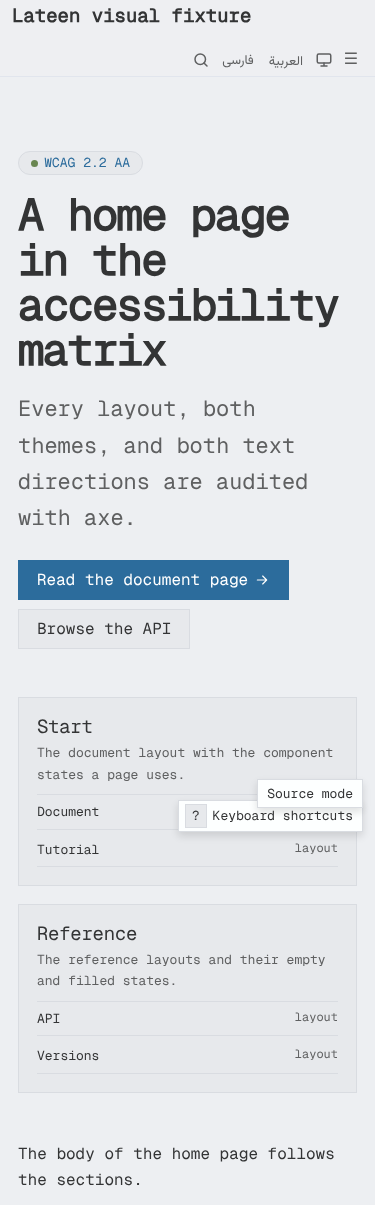 Lateen visual fixture
فارسی العربية ☰
WCAG 2.2 AA
A home page
in the
accessibility
matrix
Every layout, both
themes, and both text
directions are audited
with axe.
Read the document page →
Browse the API
Start
The document layout with the component
states a page uses.
Source mode
Document
? Keyboard shortcuts
Tutorial layout
Reference
The reference layouts and their empty
and filled states.
API layout
Versions layout
The body of the home page follows
the sections.